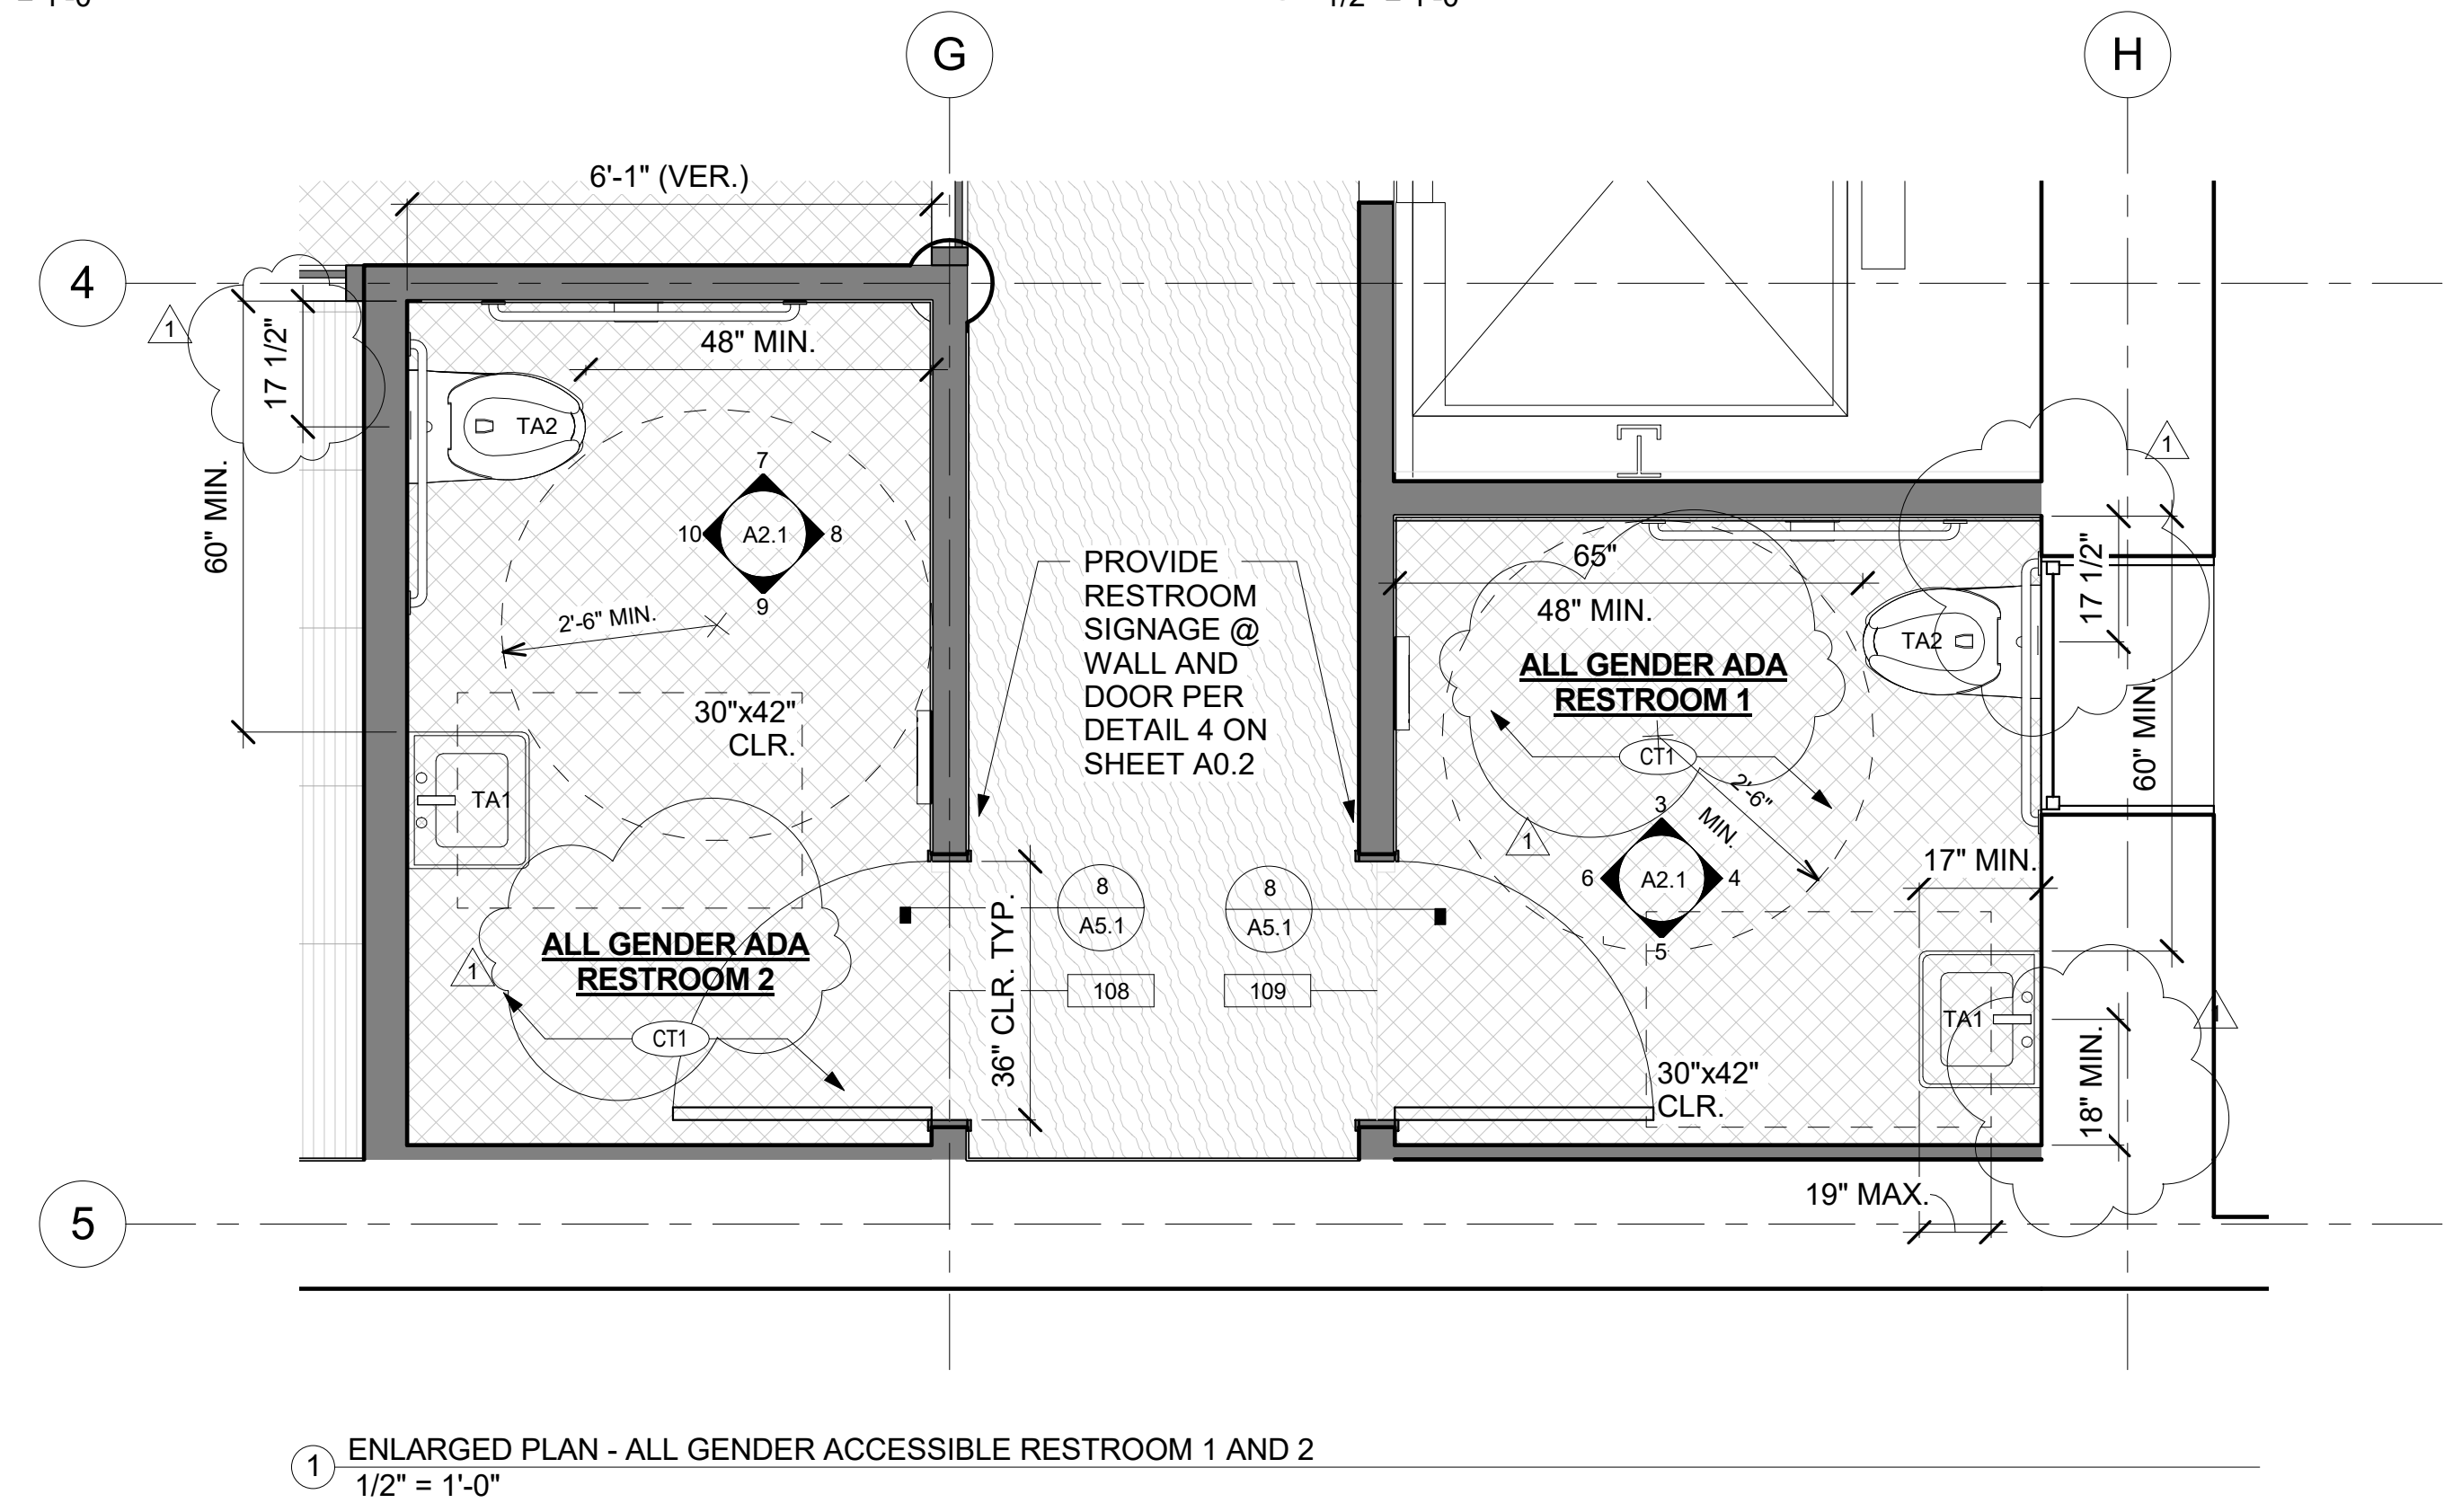 G
H
6'-1" (VER.)
4
1
17 1/2"
60" MIN.
48" MIN.
TA2
7
10
A2.1
8
9
2'-6" MIN.
30"x42"
CLR.
TA1
ALL GENDER ADA
RESTROOM 2
1
CT1
PROVIDE
RESTROOM
SIGNAGE @
WALL AND
DOOR PER
DETAIL 4 ON
SHEET A0.2
36" CLR. TYP.
8
A5.1
8
A5.1
108
109
65"
48" MIN.
ALL GENDER ADA
RESTROOM 1
CT1
1
2'-6"
MIN.
3
6
A2.1
4
5
TA2
1
17 1/2"
60" MIN.
17" MIN.
TA1
1
18" MIN.
30"x42"
CLR.
19" MAX.
5
1
ENLARGED PLAN - ALL GENDER ACCESSIBLE RESTROOM 1 AND 2
1/2" = 1'-0"